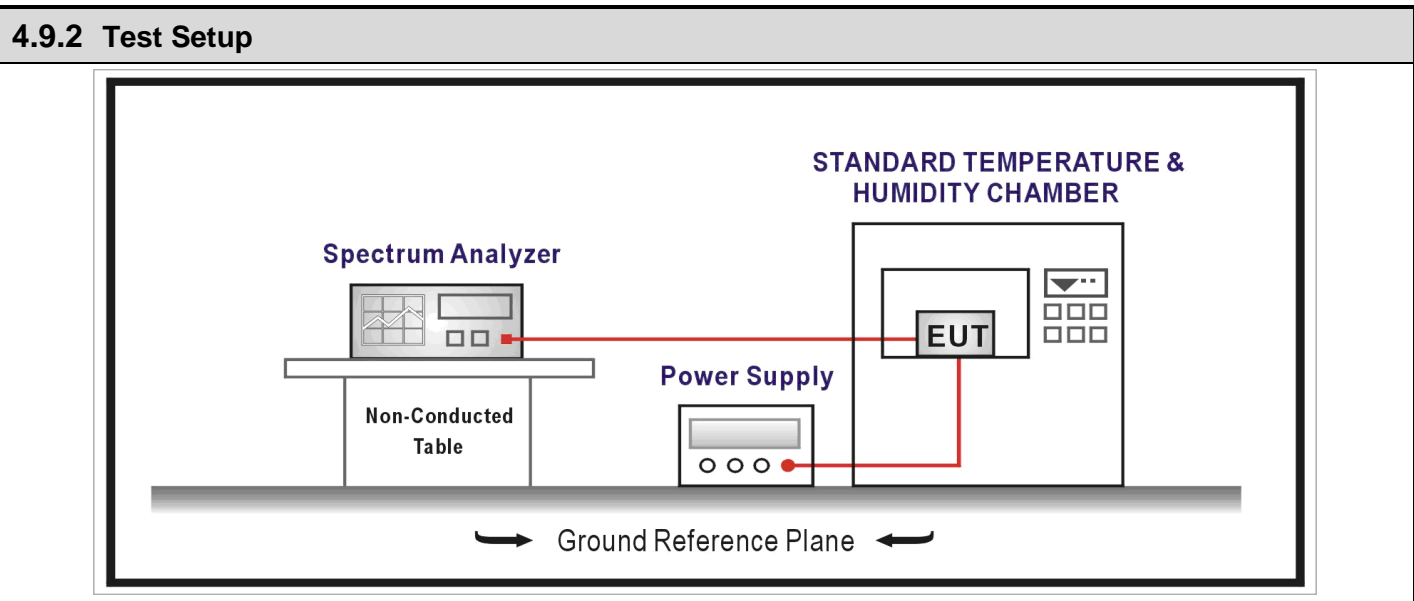 4.9.2 Test Setup
STANDARD TEMPERATURE &
HUMIDITY CHAMBER
Spectrum Analyzer
EUT
Power Supply
Non-Conducted
Table
Ground Reference Plane